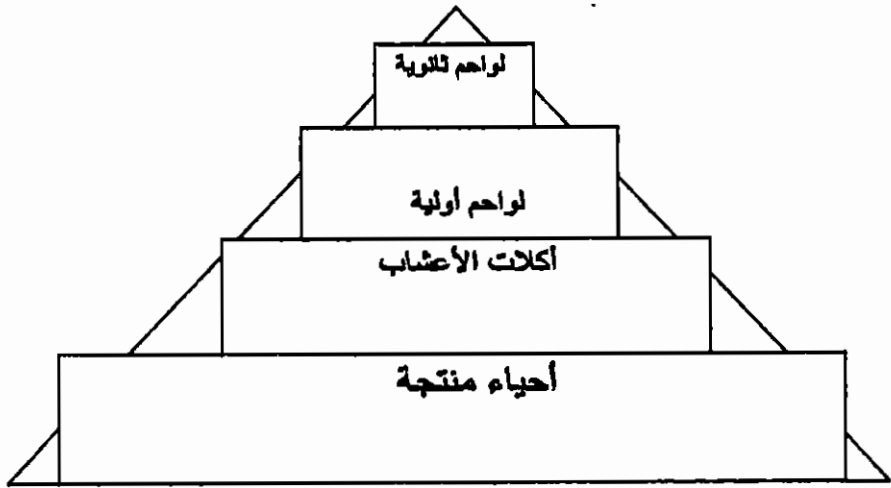 لواحم ثانوية
لواحم أولية
أكلات الأعشاب
أحياء منتجة